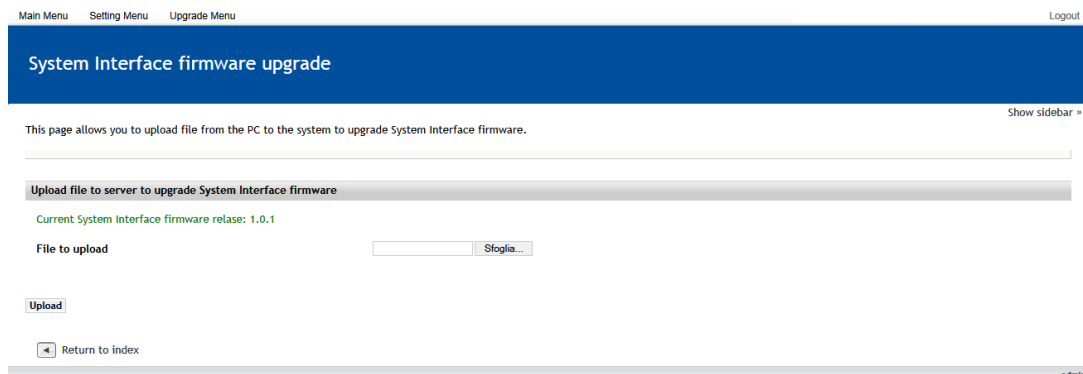 Main Menu Setting Menu Upgrade Menu Logout
System Interface firmware upgrade
Show sidebar »
This page allows you to upload file from the PC to the system to upgrade System Interface firmware.
Upload file to server to upgrade System Interface firmware
Current System Interface firmware relase: 1.0.1
File to upload Sfoglia...
Upload
Return to index